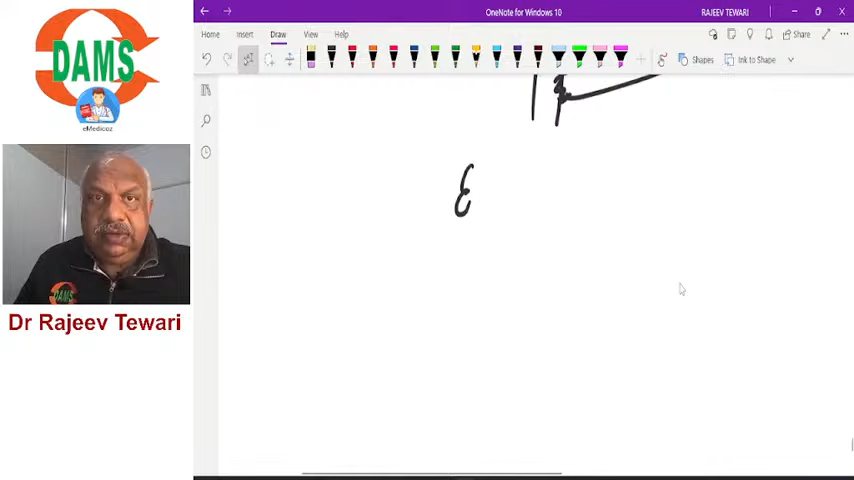 OneNote for Windows 10
RAJEEV TEWARI
Home Insert Draw View Help
Share
Shapes
Ink to Shape
DAMS
eMedicoz
ε
DAMS
Dr Rajeev Tewari